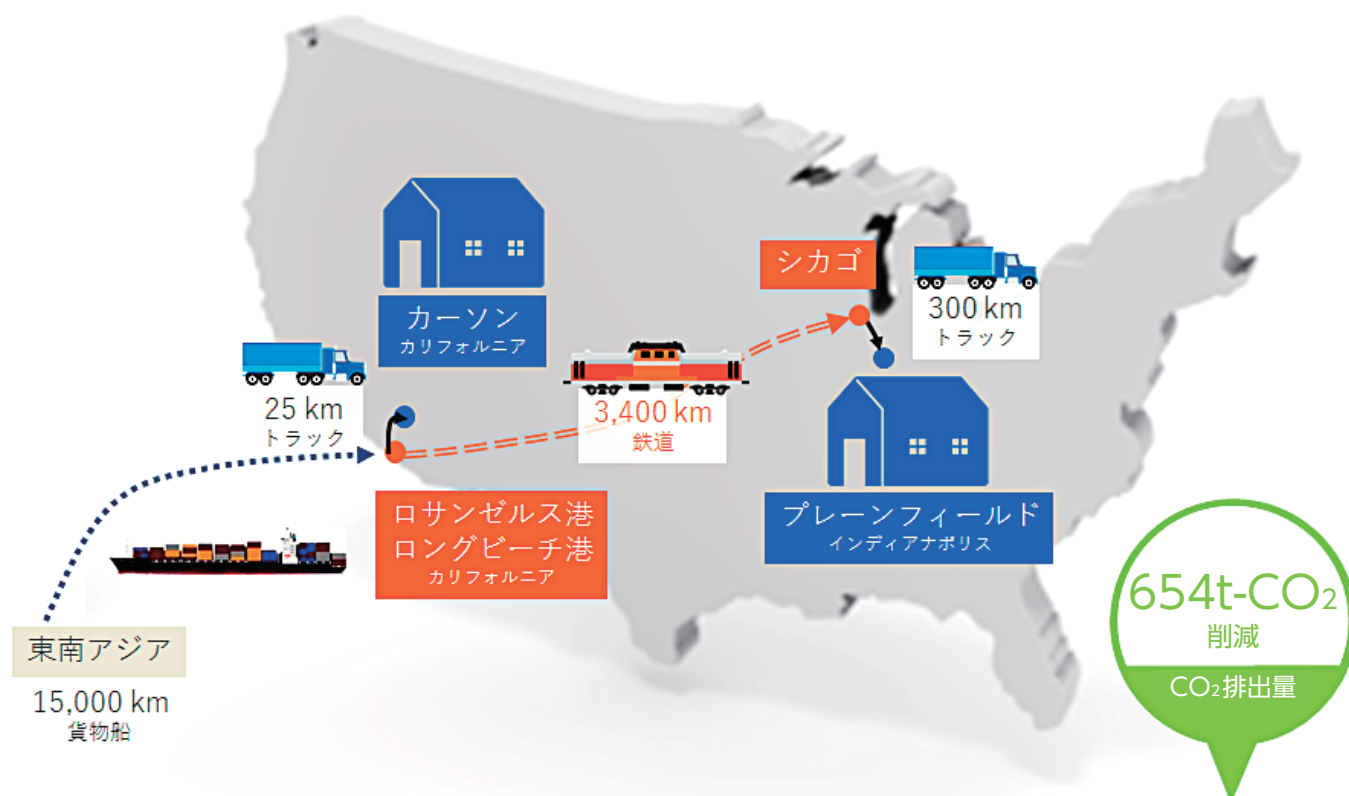 カーソン
カリフォルニア
シカゴ
300 km
トラック
25 km
トラック
3,400 km
鉄道
ロサンゼルス港
ロングビーチ港
カリフォルニア
プレーンフィールド
インディアナポリス
東南アジア
15,000 km
貨物船
654t-CO₂
削減
CO₂排出量